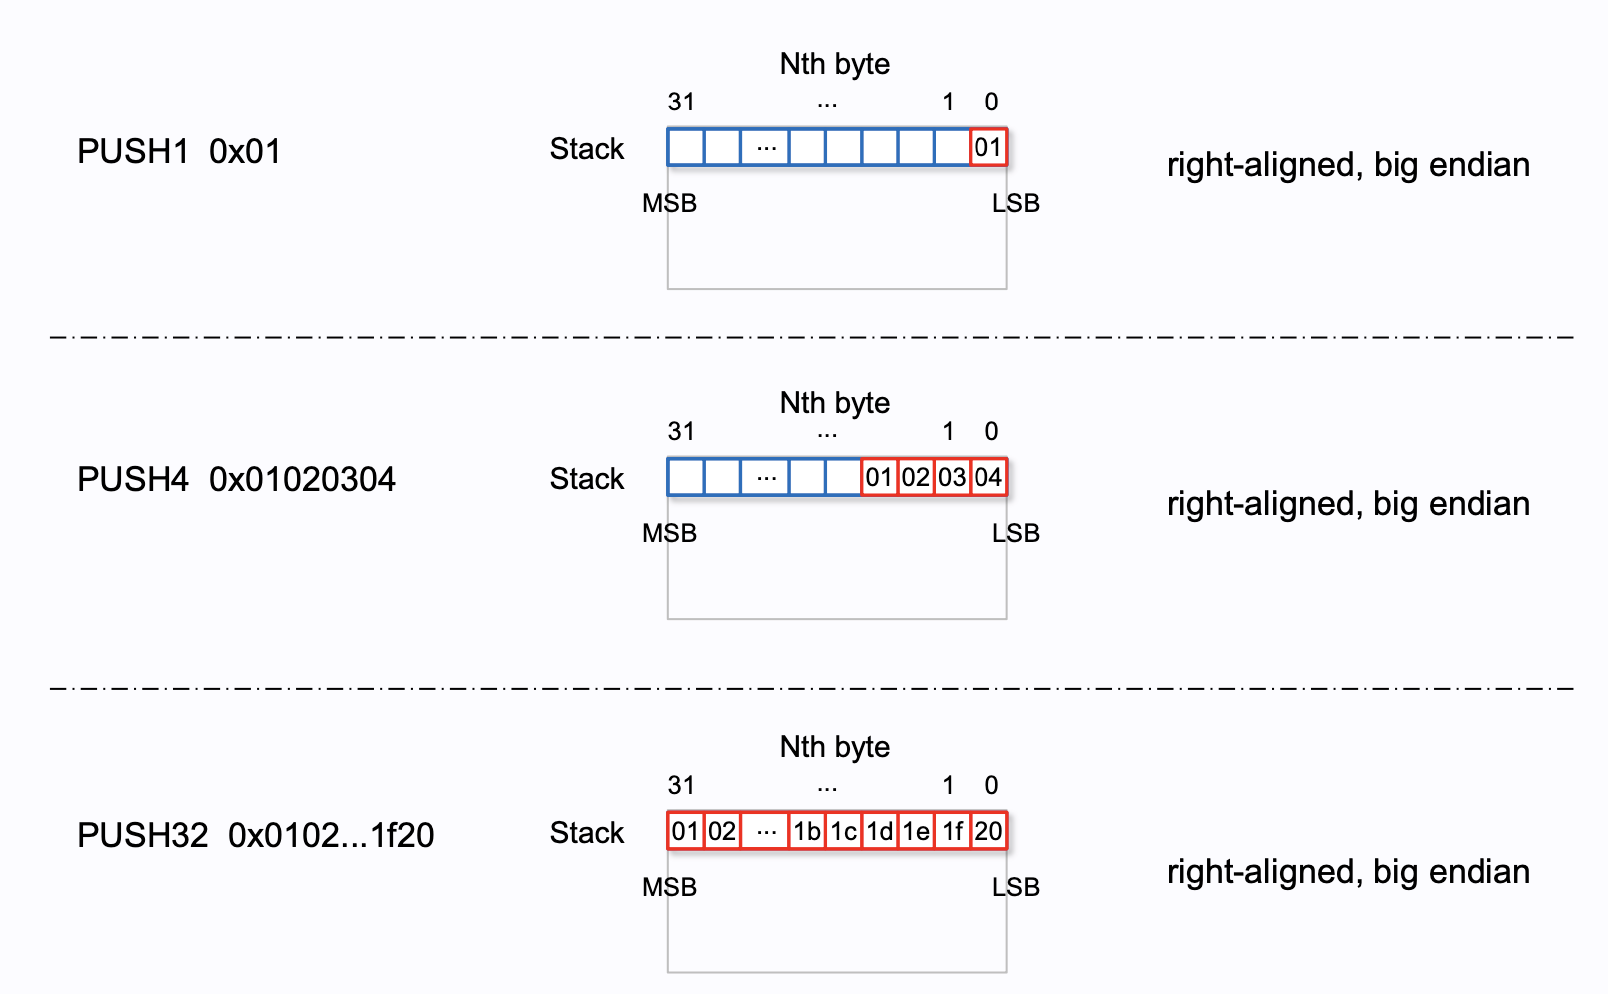 Nth byte
31 ... 1 0
PUSH1 0x01 Stack ... 01 right-aligned, big endian
MSB LSB
Nth byte
31 ... 1 0
PUSH4 0x01020304 Stack ... 01 02 03 04 right-aligned, big endian
MSB LSB
Nth byte
31 ... 1 0
PUSH32 0x0102...1f20 Stack 01 02 ... 1b 1c 1d 1e 1f 20 right-aligned, big endian
MSB LSB